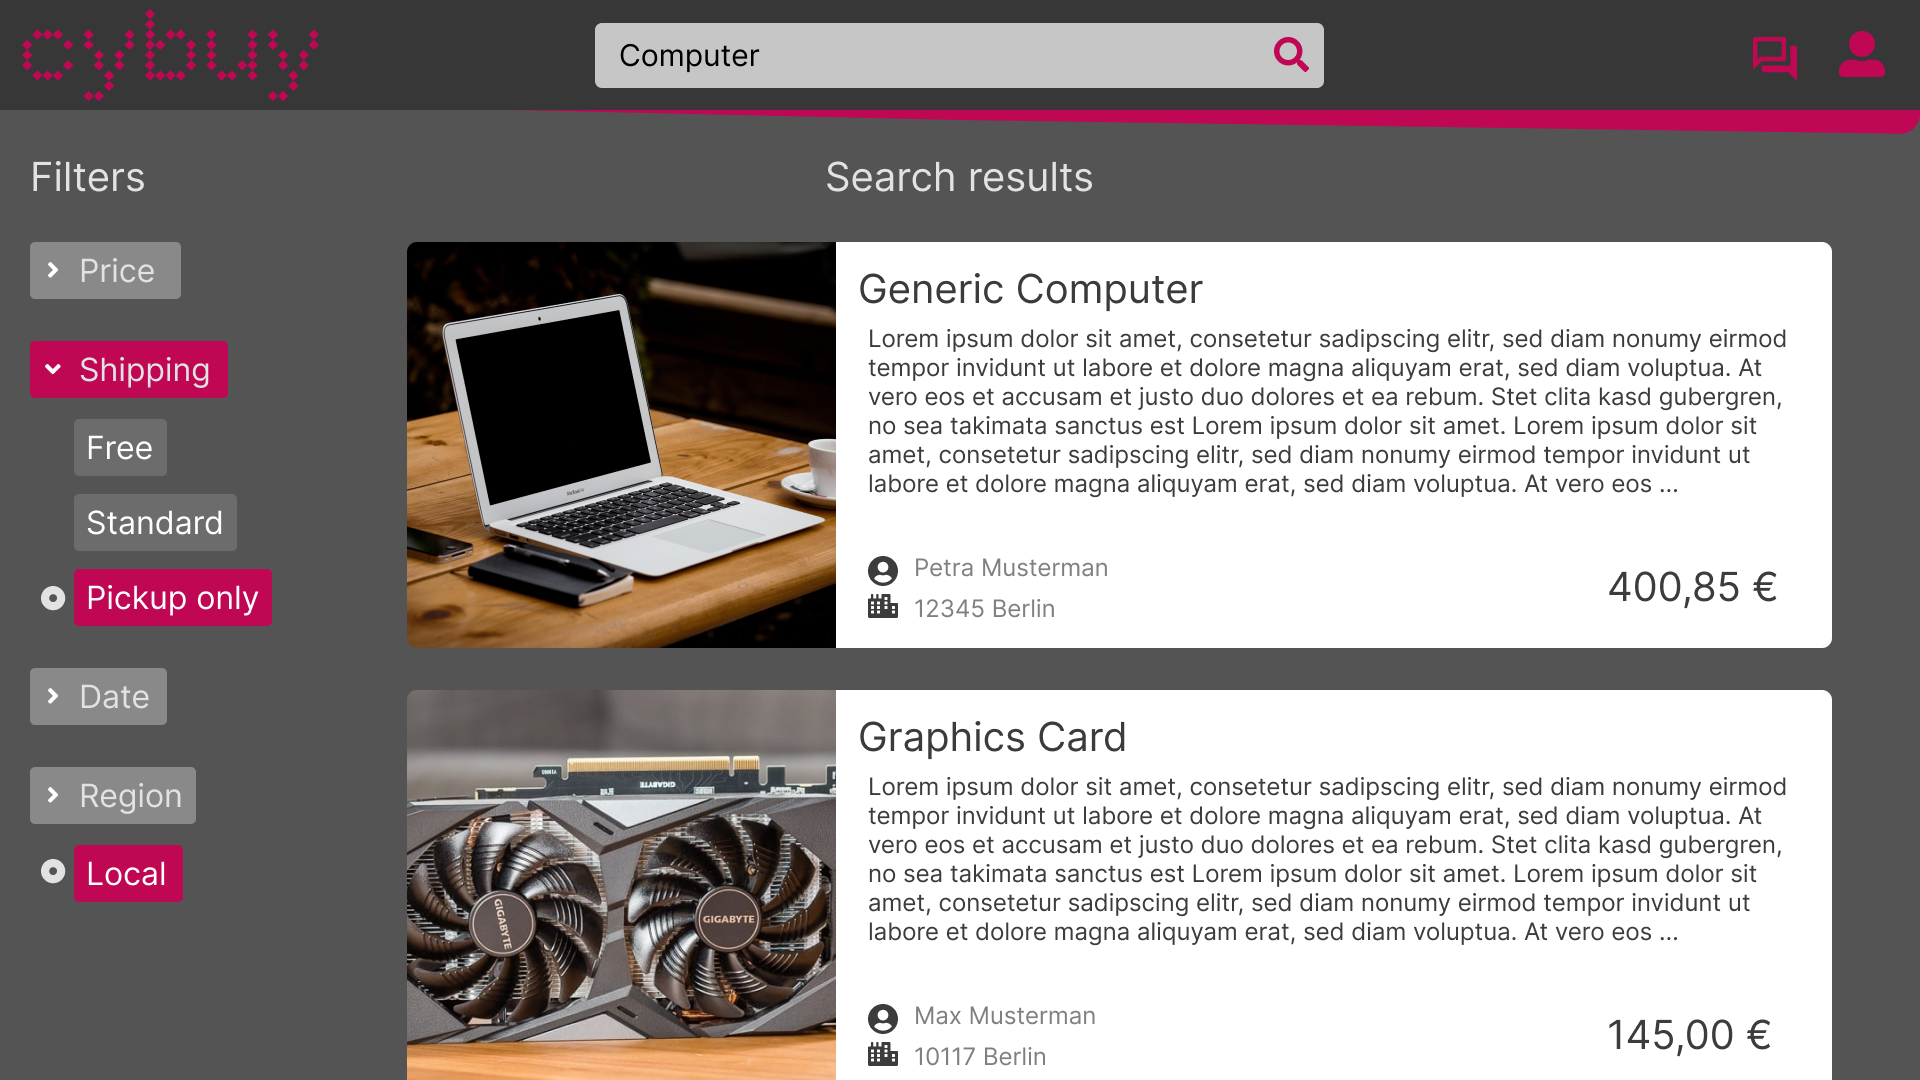 cybuy
Computer
Filters
Search results
Price
Shipping
Free
Standard
Pickup only
Date
Region
Local
Generic Computer
Lorem ipsum dolor sit amet, consetetur sadipscing elitr, sed diam nonumy eirmod
tempor invidunt ut labore et dolore magna aliquyam erat, sed diam voluptua. At
vero eos et accusam et justo duo dolores et ea rebum. Stet clita kasd gubergren,
no sea takimata sanctus est Lorem ipsum dolor sit amet. Lorem ipsum dolor sit
amet, consetetur sadipscing elitr, sed diam nonumy eirmod tempor invidunt ut
labore et dolore magna aliquyam erat, sed diam voluptua. At vero eos ...
Petra Musterman
12345 Berlin
400,85 €
GIGABYTE
GIGABYTE
GIGABYTE
Graphics Card
Lorem ipsum dolor sit amet, consetetur sadipscing elitr, sed diam nonumy eirmod
tempor invidunt ut labore et dolore magna aliquyam erat, sed diam voluptua. At
vero eos et accusam et justo duo dolores et ea rebum. Stet clita kasd gubergren,
no sea takimata sanctus est Lorem ipsum dolor sit amet. Lorem ipsum dolor sit
amet, consetetur sadipscing elitr, sed diam nonumy eirmod tempor invidunt ut
labore et dolore magna aliquyam erat, sed diam voluptua. At vero eos ...
Max Musterman
10117 Berlin
145,00 €